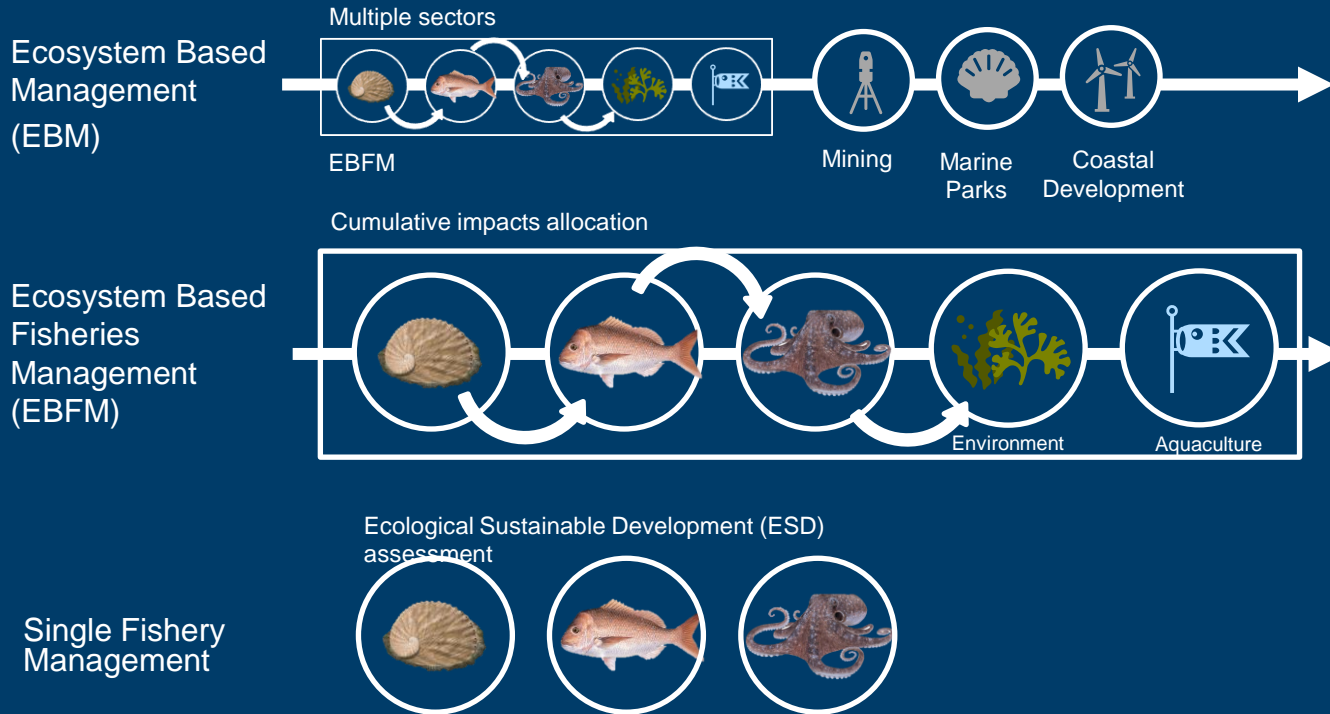 Multiple sectors
Ecosystem Based
Management
(EBM)
EBFM
Mining
Marine
Parks
Coastal
Development
Cumulative impacts allocation
Ecosystem Based
Fisheries
Management
(EBFM)
Environment
Aquaculture
Ecological Sustainable Development (ESD)
assessment
Single Fishery
Management